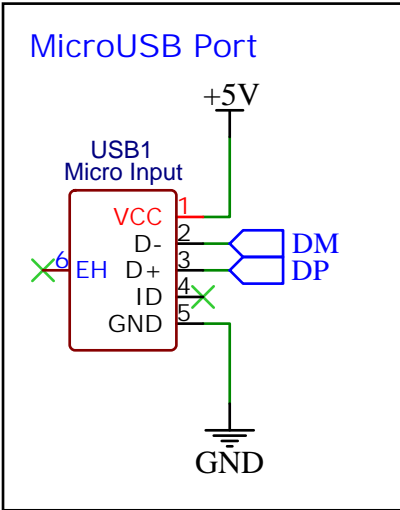 MicroUSB Port
+5V
USB1
Micro Input
VCC 1
D- 2
DM
6 EH D+ 3
DP
ID 4
GND 5
GND